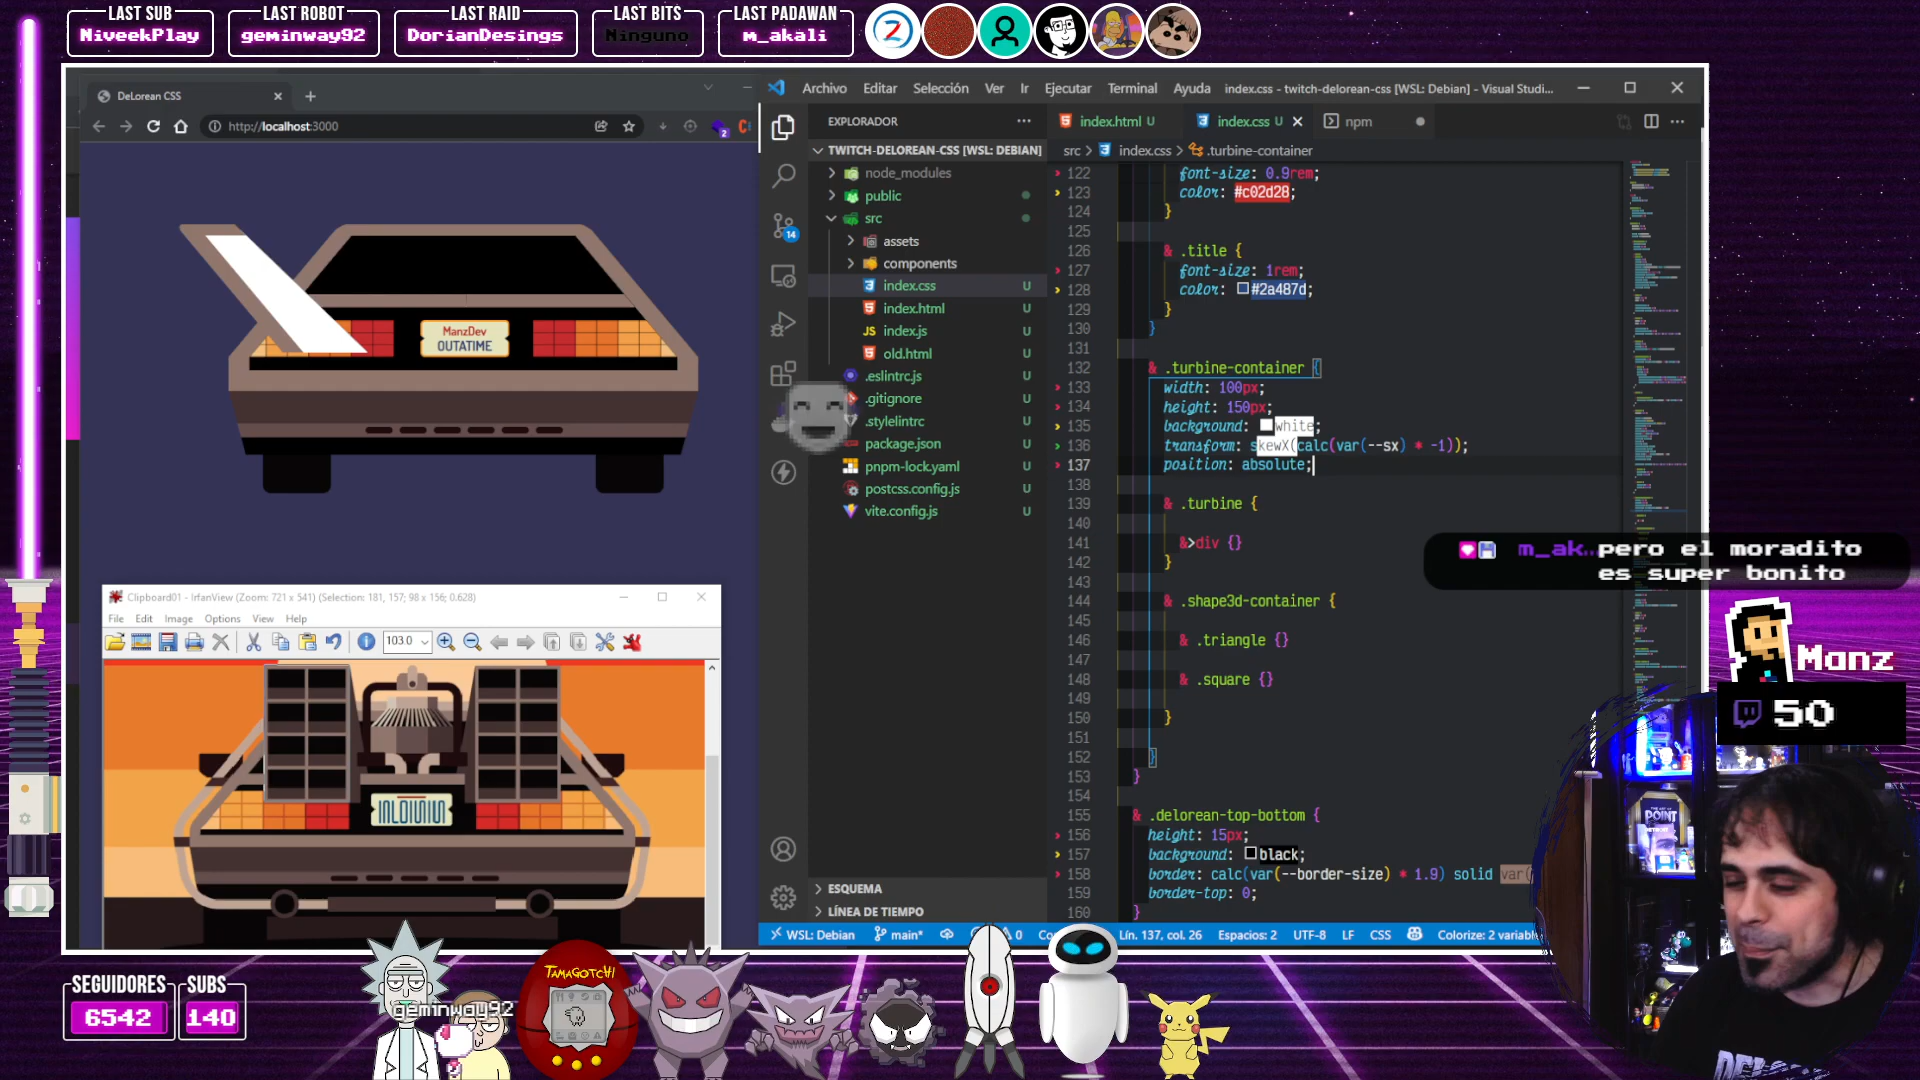 LAST SUB
NiveekPlay
LAST ROBOT
geminway92
LAST RAID
DorianDesings
LAST BITS
Ninguno
LAST PADAWAN
m_akali
DeLorean CSS
http://localhost:3000
ManzDev
OUTATIME
Archivo Editar Selección Ver Ir Ejecutar Terminal Ayuda index.css - twitch-delorean-css [WSL: Debian] - Visual Studi...
EXPLORADOR
index.html U
index.css U
npm
TWITCH-DELOREAN-CSS [WSL: DEBIAN]
src > index.css > .turbine-container
node_modules
public
src
assets
components
index.css U
index.html U
index.js U
old.html U
.eslintrc.js U
.gitignore U
.stylelintrc U
package.json U
pnpm-lock.yaml U
postcss.config.js U
vite.config.js U
14
ESQUEMA
LÍNEA DE TIEMPO
122 font-size: 0.9rem;
123 color: #c02d28;
124 }
125
126 & .title {
127 font-size: 1rem;
128 color: #2a487d;
129 }
130 }
131
132 & .turbine-container {
133 width: 100px;
134 height: 150px;
135 background: white;
136 transform: skewX(calc(var(--sx) * -1));
137 position: absolute;
138
139 & .turbine {
140
141 &>div {}
142 }
143
144 & .shape3d-container {
145
146 & .triangle {}
147
148 & .square {}
149
150 }
151
152 }
153 }
154
155 & .delorean-top-bottom {
156 height: 15px;
157 background: black;
158 border: calc(var(--border-size) * 1.9) solid var(
159 border-top: 0;
160 }
WSL: Debian main* 0 Lín. 137, col. 26 Espacios: 2 UTF-8 LF CSS Colorize: 2 variabl
Clipboard01 - IrfanView (Zoom: 721 x 541) (Selection: 181, 157; 98 x 156; 0.628)
File Edit Image Options View Help
103.0
m_ak.. pero el moradito
es super bonito
Manz
50
POINT
SEGUIDORES
6542
SUBS
140
geminway92
TAMAGOTCHI